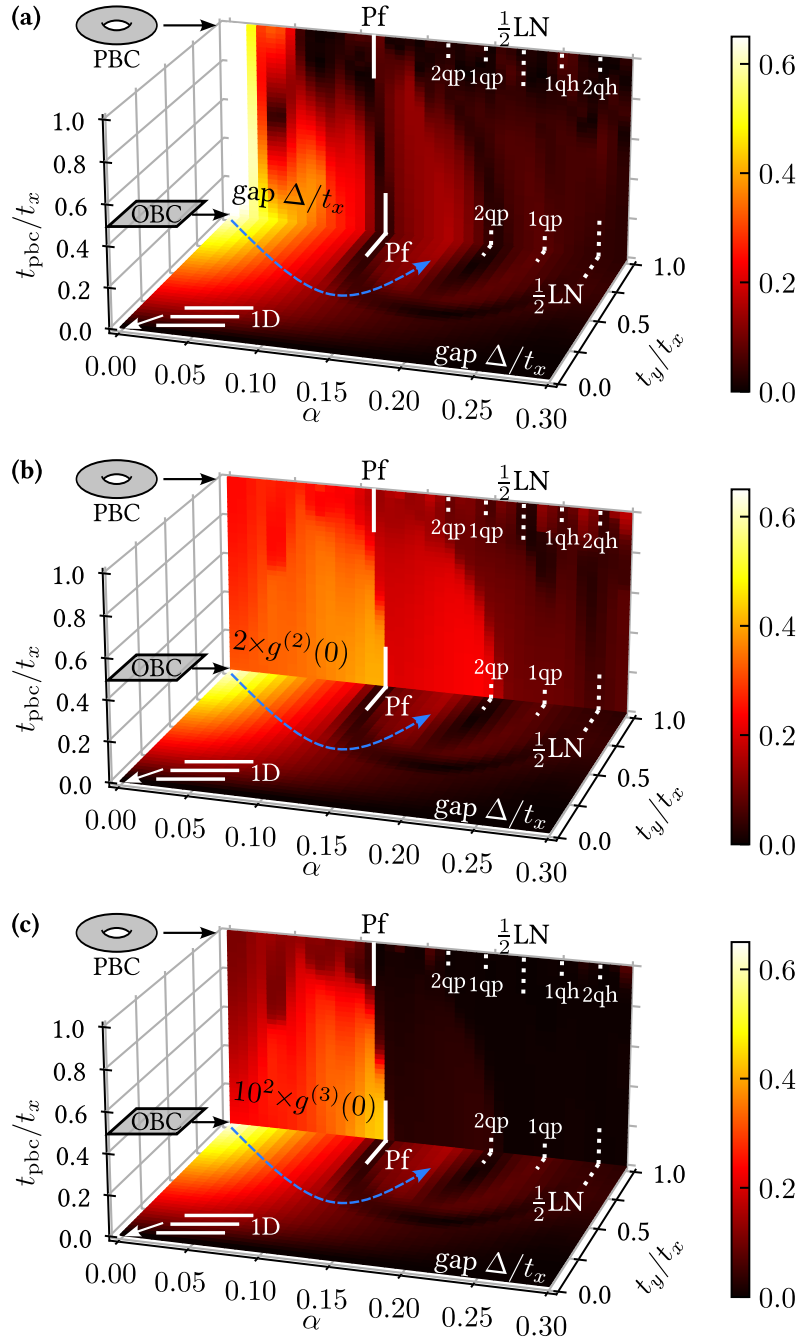 (a)
PBC
Pf
½LN
2qp 1qp 1qh 2qh
1.0
0.8
0.6
0.4
0.2
0.0
t_pbc/t_x
OBC
gap Δ/t_x
Pf
2qp
1qp
½LN
1D
gap Δ/t_x
0.00 0.05 0.10 0.15 0.20 0.25 0.30
α
0.0 0.5 1.0
t_y/t_x
0.6
0.4
0.2
0.0
(b)
PBC
Pf
½LN
2qp 1qp 1qh 2qh
1.0
0.8
0.6
0.4
0.2
0.0
t_pbc/t_x
OBC
2×g^(2)(0)
Pf
2qp
1qp
½LN
1D
gap Δ/t_x
0.00 0.05 0.10 0.15 0.20 0.25 0.30
α
0.0 0.5 1.0
t_y/t_x
0.6
0.4
0.2
0.0
(c)
PBC
Pf
½LN
2qp 1qp 1qh 2qh
1.0
0.8
0.6
0.4
0.2
0.0
t_pbc/t_x
OBC
10²×g^(3)(0)
Pf
2qp
1qp
½LN
1D
gap Δ/t_x
0.00 0.05 0.10 0.15 0.20 0.25 0.30
α
0.0 0.5 1.0
t_y/t_x
0.6
0.4
0.2
0.0